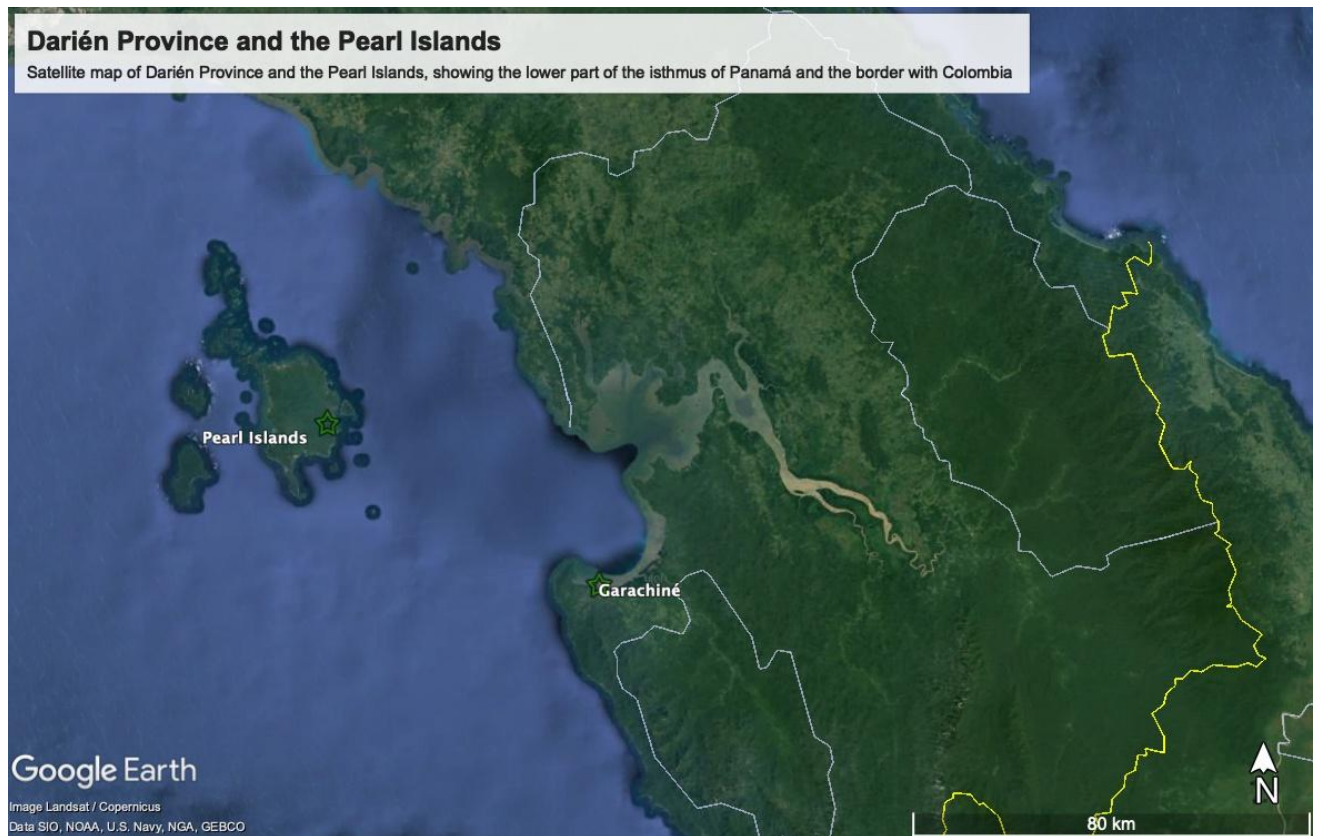 Darién Province and the Pearl Islands
Satellite map of Darién Province and the Pearl Islands, showing the lower part of the isthmus of Panamá and the border with Colombia
Pearl Islands
Garachiné
Google Earth
Image Landsat / Copernicus
Data SIO, NOAA, U.S. Navy, NGA, GEBCO
N
80 km